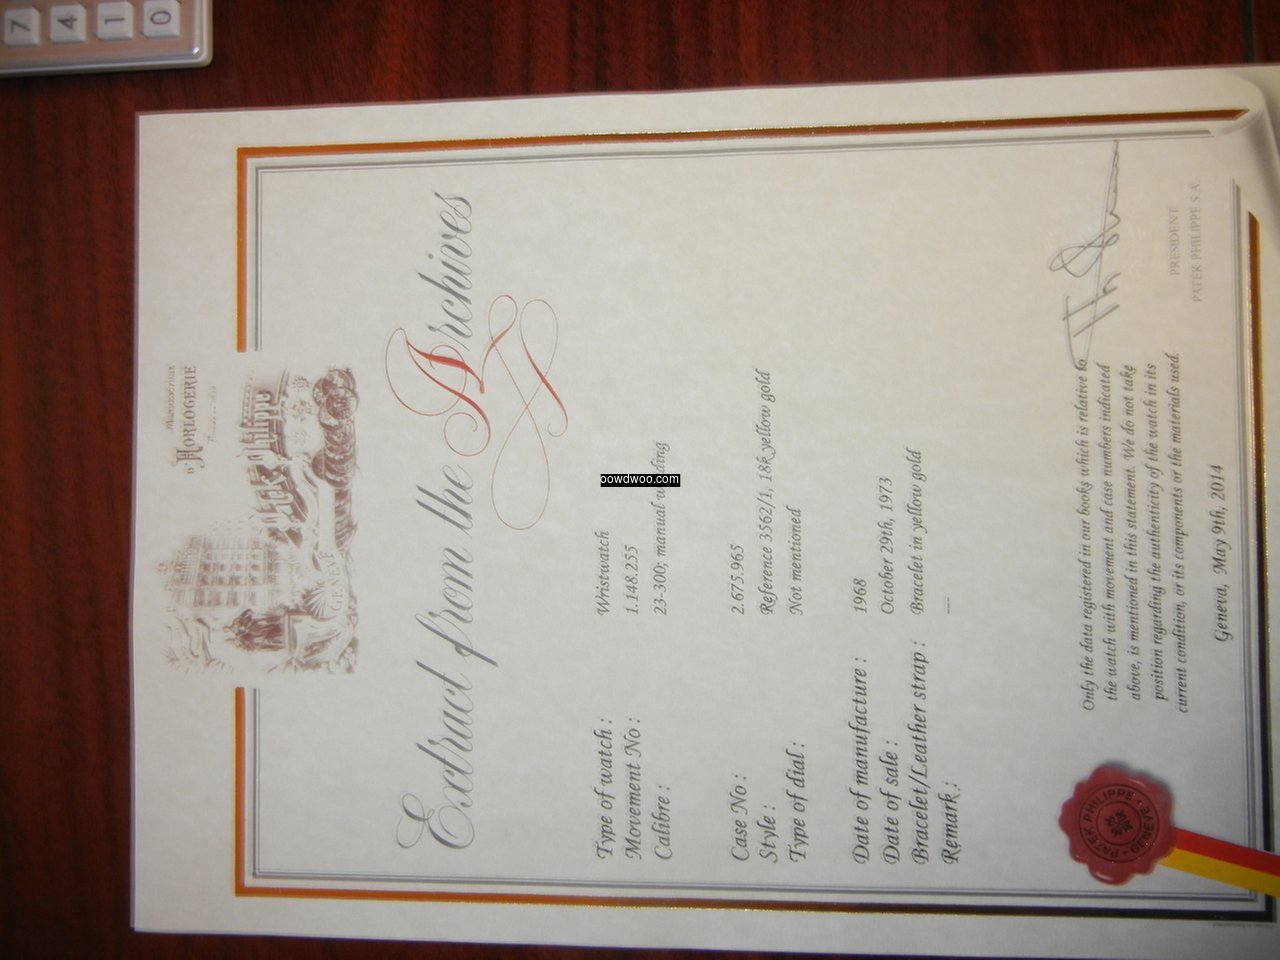 7 4 1 0
D'HORLOGERIE
Patek Philippe
GENÈVE
Extract from the Archives
Type of watch : Wristwatch
Movement No : 1.148.255
Calibre : 23-300; manual winding
oowdwoo.com
Case No : 2.675.965
Style : Reference 3562/1, 18k yellow gold
Type of dial : Not mentioned
Date of manufacture : 1968
Date of sale : October 29th, 1973
Bracelet/Leather strap : Bracelet in yellow gold
Remark : ---
Only the data registered in our books which is relative to
the watch with movement and case numbers indicated
above, is mentioned in this statement. We do not take
position regarding the authenticity of the watch in its
current condition, or its components or the materials used.
Geneva, May 9th, 2014
PRESIDENT
PATEK PHILIPPE S.A.
PATEK PHILIPPE · GENEVE ·